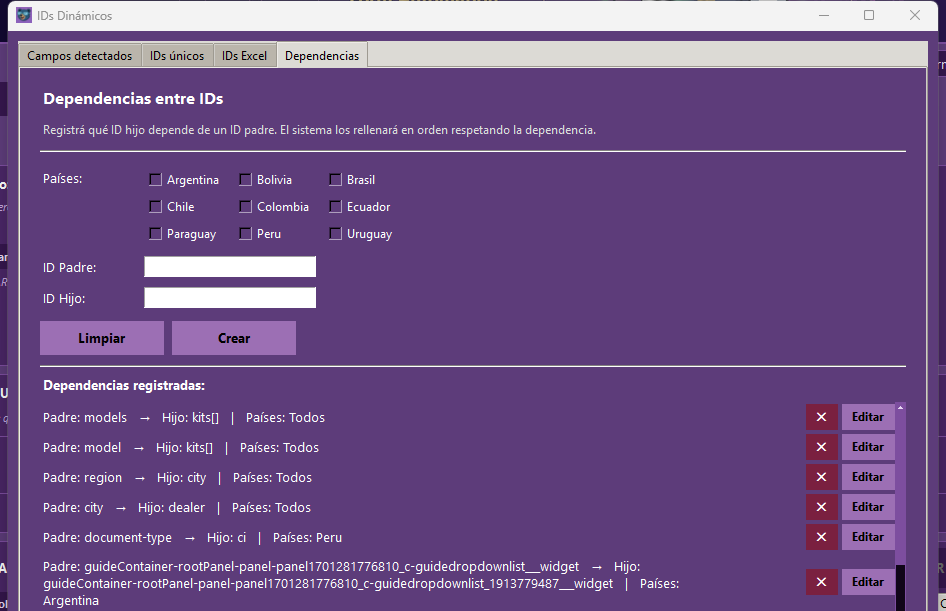 IDs Dinámicos
Campos detectados IDs únicos IDs Excel Dependencias
Dependencias entre IDs
Registrá qué ID hijo depende de un ID padre. El sistema los rellenará en orden respetando la dependencia.
Países: Argentina Bolivia Brasil
Chile Colombia Ecuador
Paraguay Peru Uruguay
ID Padre:
ID Hijo:
Limpiar Crear
Dependencias registradas:
Padre: models → Hijo: kits[] | Países: Todos ✕ Editar
Padre: model → Hijo: kits[] | Países: Todos ✕ Editar
Padre: region → Hijo: city | Países: Todos ✕ Editar
Padre: city → Hijo: dealer | Países: Todos ✕ Editar
Padre: document-type → Hijo: ci | Países: Peru ✕ Editar
Padre: guideContainer-rootPanel-panel-panel1701281776810_c-guidedropdownlist__widget → Hijo:
guideContainer-rootPanel-panel-panel1701281776810_c-guidedropdownlist_1913779487___widget | Países: ✕ Editar
Argentina